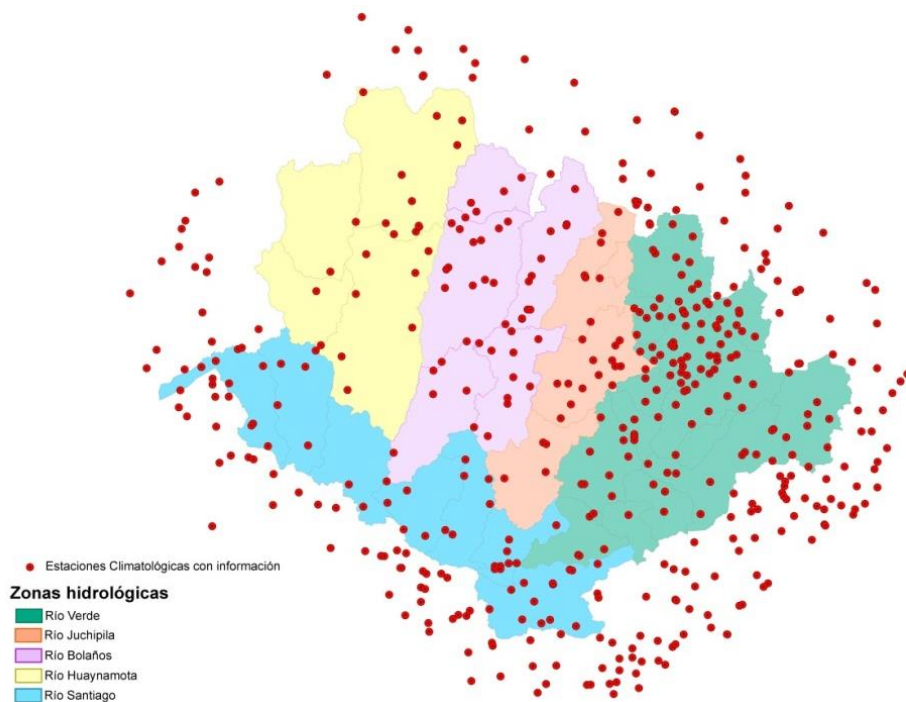 Estaciones Climatológicas con información
Zonas hidrológicas
Río Verde
Río Juchipila
Río Bolaños
Río Huaynamota
Río Santiago